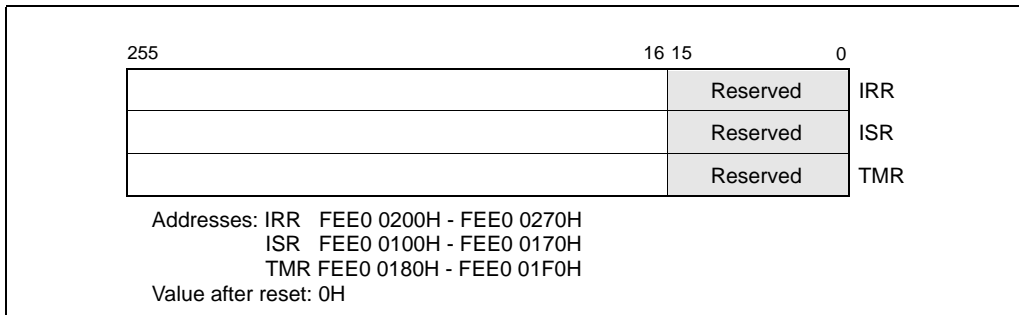 255 16 15 0
Reserved IRR
Reserved ISR
Reserved TMR
Addresses: IRR FEE0 0200H - FEE0 0270H
ISR FEE0 0100H - FEE0 0170H
TMR FEE0 0180H - FEE0 01F0H
Value after reset: 0H